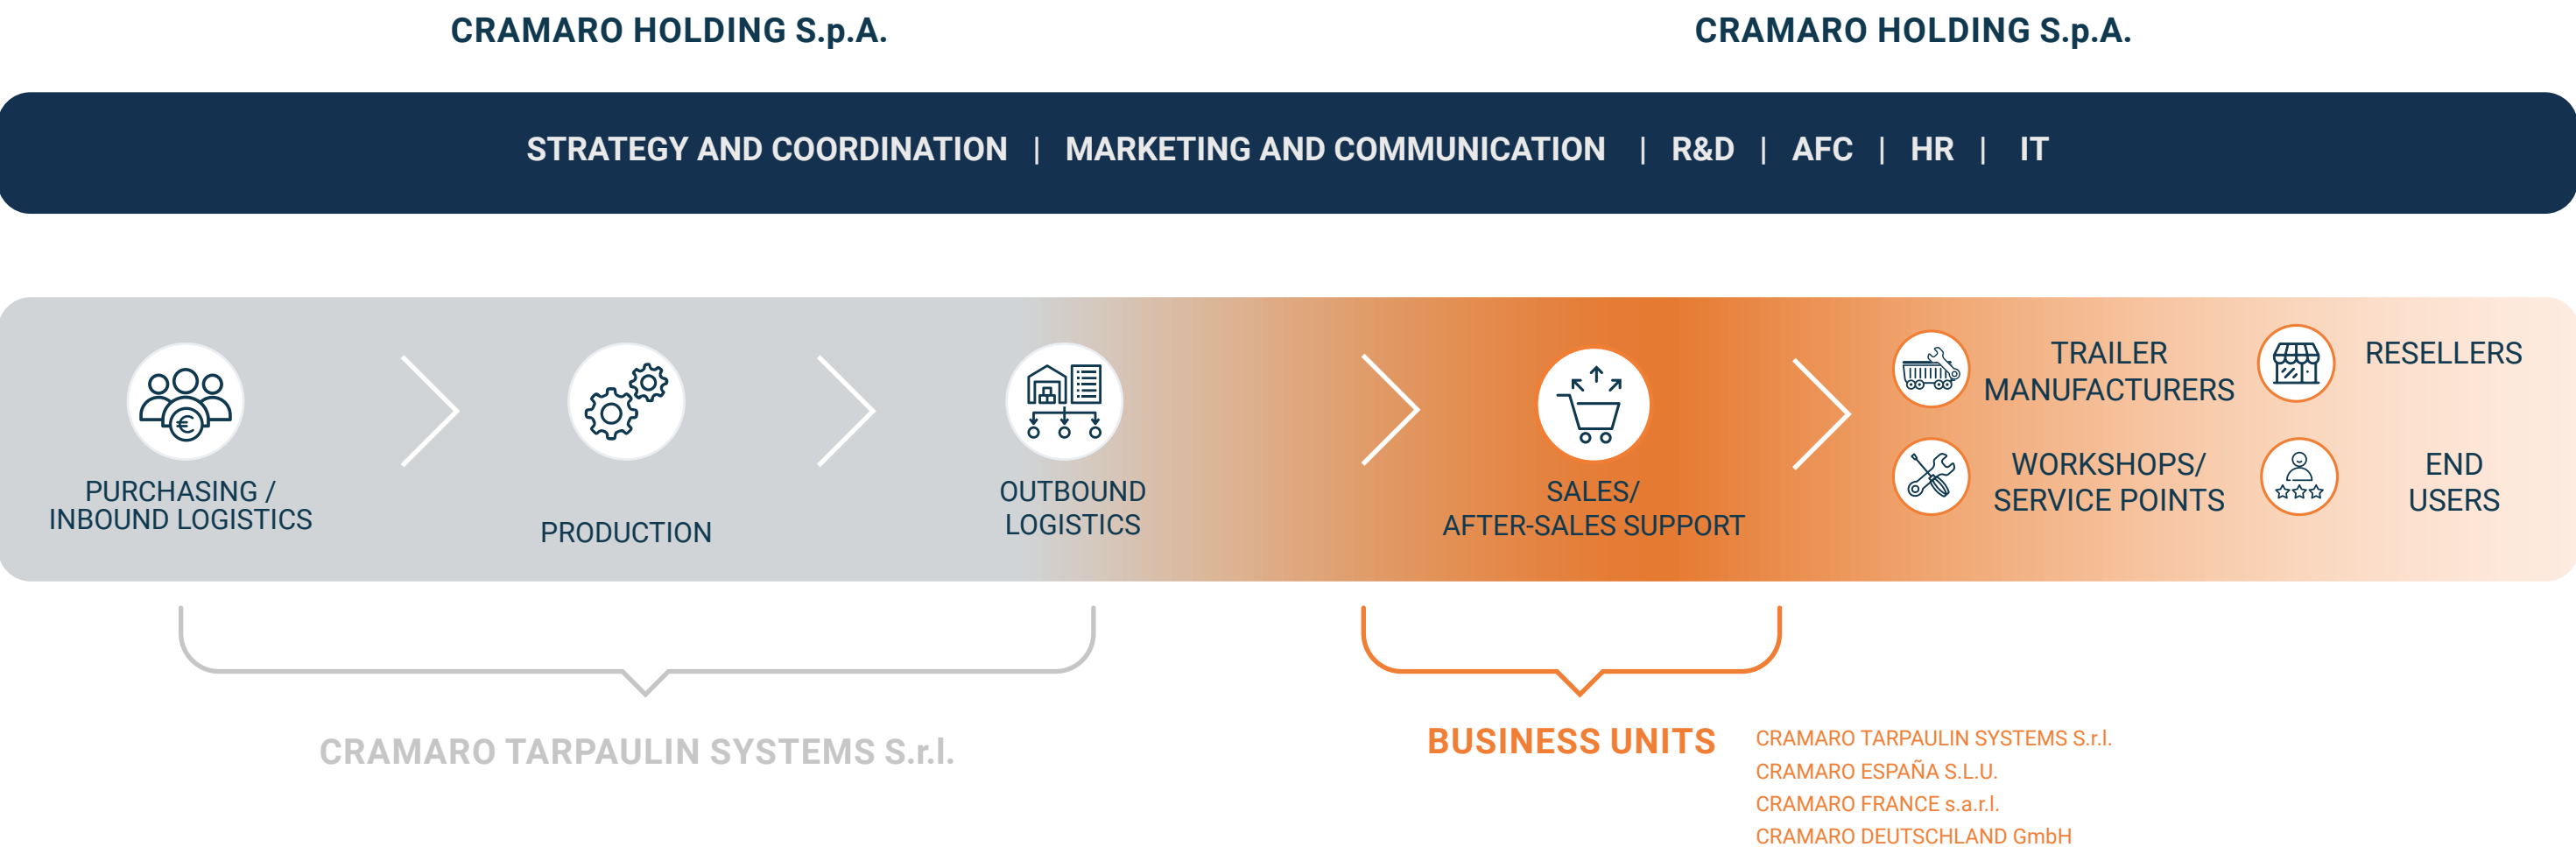 CRAMARO HOLDING S.p.A.
CRAMARO HOLDING S.p.A.
STRATEGY AND COORDINATION | MARKETING AND COMMUNICATION | R&D | AFC | HR | IT
PURCHASING /
INBOUND LOGISTICS
PRODUCTION
OUTBOUND
LOGISTICS
SALES/
AFTER-SALES SUPPORT
TRAILER
MANUFACTURERS
RESELLERS
WORKSHOPS/
SERVICE POINTS
END
USERS
CRAMARO TARPAULIN SYSTEMS S.r.l.
BUSINESS UNITS
CRAMARO TARPAULIN SYSTEMS S.r.l.
CRAMARO ESPAÑA S.L.U.
CRAMARO FRANCE s.a.r.l.
CRAMARO DEUTSCHLAND GmbH